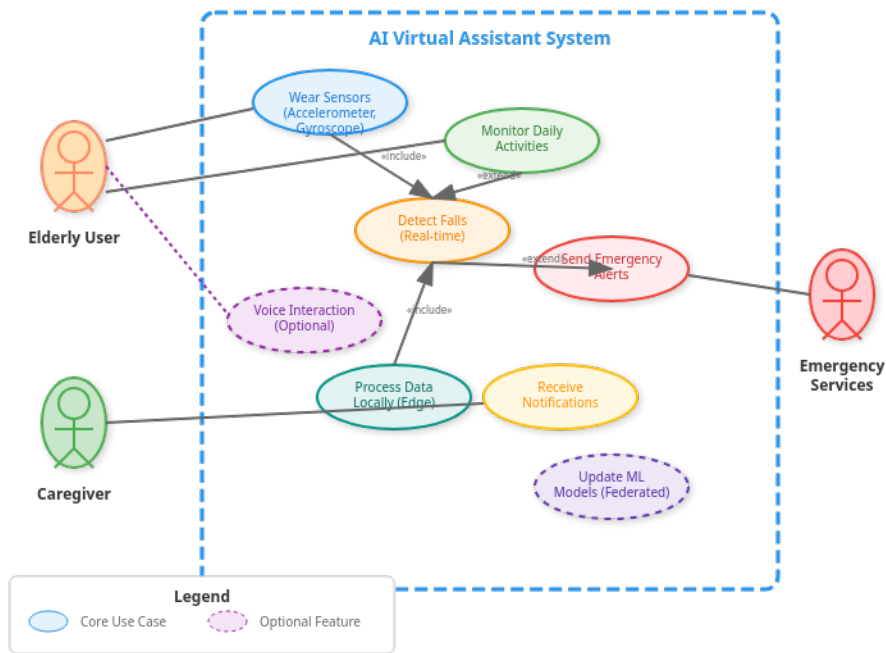 AI Virtual Assistant System
Wear Sensors
(Accelerometer,
Gyroscope)
Monitor Daily
Activities
«include»
«extend»
Elderly User
Detect Falls
(Real-time)
«extend»
Send Emergency
Alerts
Voice Interaction
(Optional)
«include»
Emergency
Services
Process Data
Locally (Edge)
Receive
Notifications
Caregiver
Update ML
Models (Federated)
Legend
Core Use Case
Optional Feature